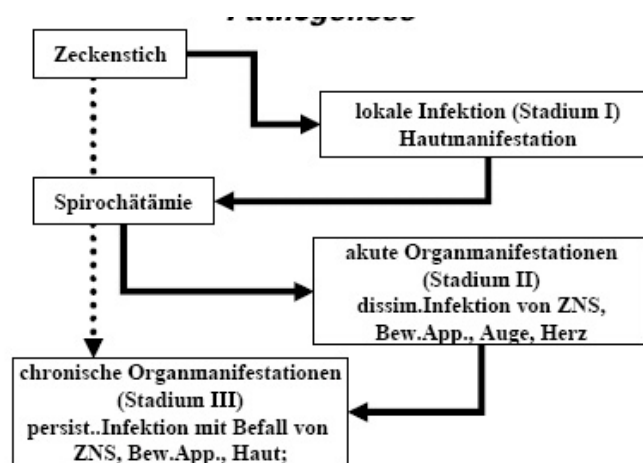 Pathogenese
Zeckenstich
lokale Infektion (Stadium I)
Hautmanifestation
Spirochätämie
akute Organmanifestationen
(Stadium II)
dissim.Infektion von ZNS,
Bew.App., Auge, Herz
chronische Organmanifestationen
(Stadium III)
persist..Infektion mit Befall von
ZNS, Bew.App., Haut;